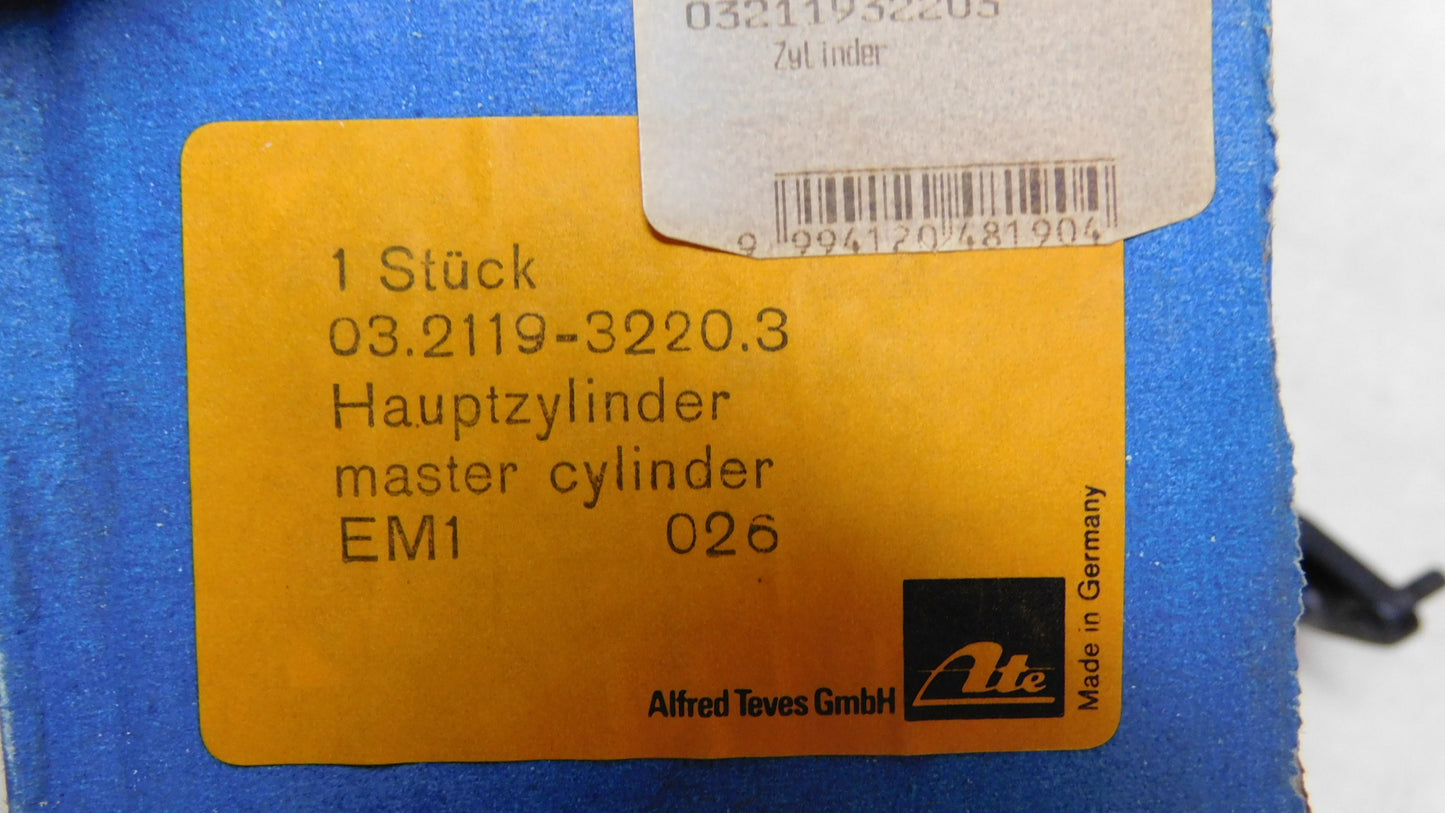 03211932203
Zylinder
9 994120 481904
1 Stück
03.2119-3220.3
Hauptzylinder
master cylinder
EM1 026
Alfred Teves GmbH
Ate
Made in Germany